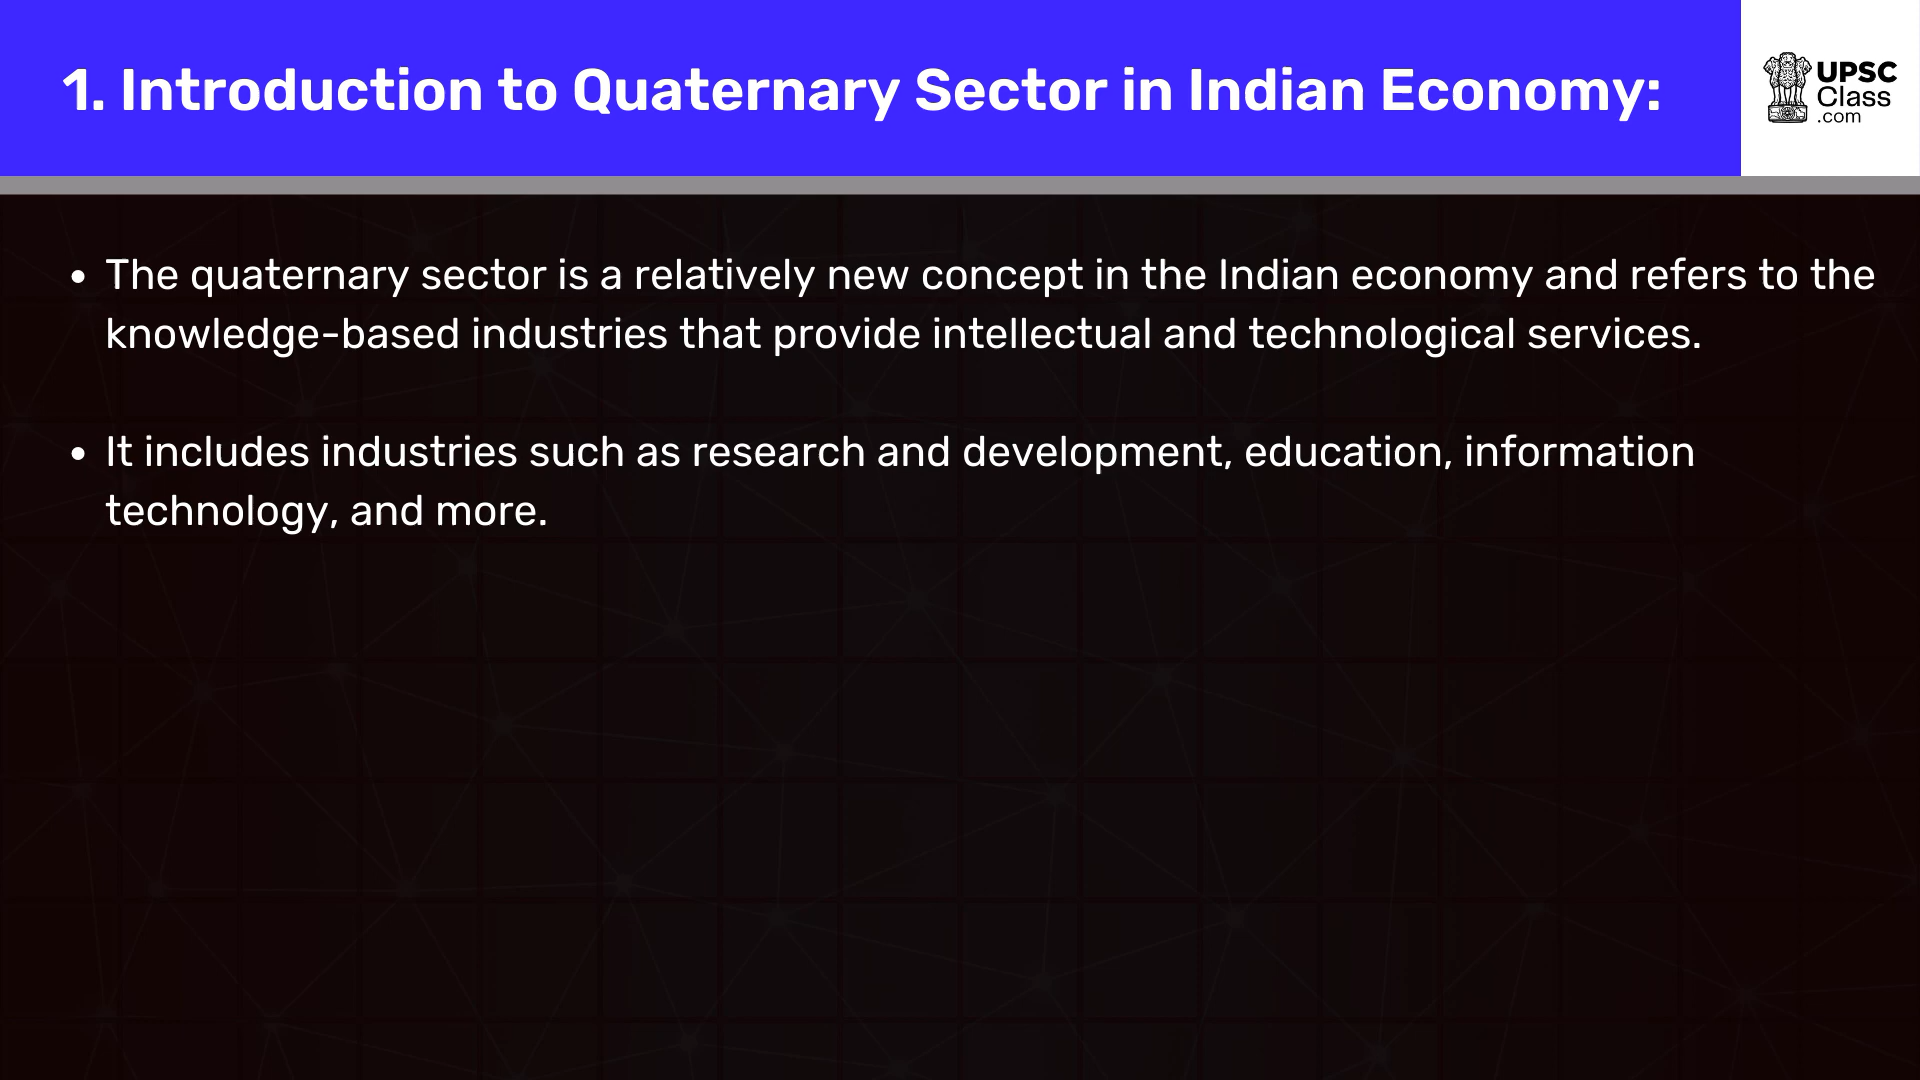 1. Introduction to Quaternary Sector in Indian Economy:
UPSC
Class
.com
• The quaternary sector is a relatively new concept in the Indian economy and refers to the
knowledge-based industries that provide intellectual and technological services.
• It includes industries such as research and development, education, information
technology, and more.